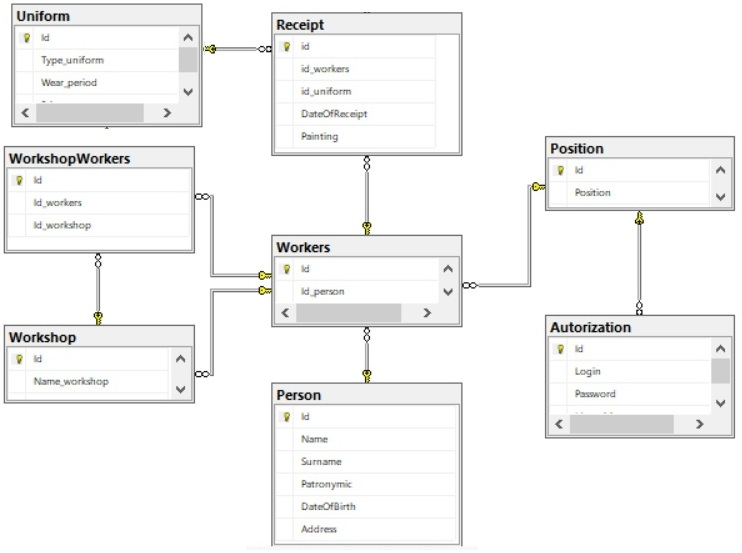 Uniform
Id
Type_uniform
Wear_period
Receipt
id
id_workers
id_uniform
DateOfReceipt
Painting
WorkshopWorkers
Id
Id_workers
Id_workshop
Position
Id
Position
Workers
Id
Id_person
Workshop
Id
Name_workshop
Autorization
Id
Login
Password
Person
Id
Name
Surname
Patronymic
DateOfBirth
Address